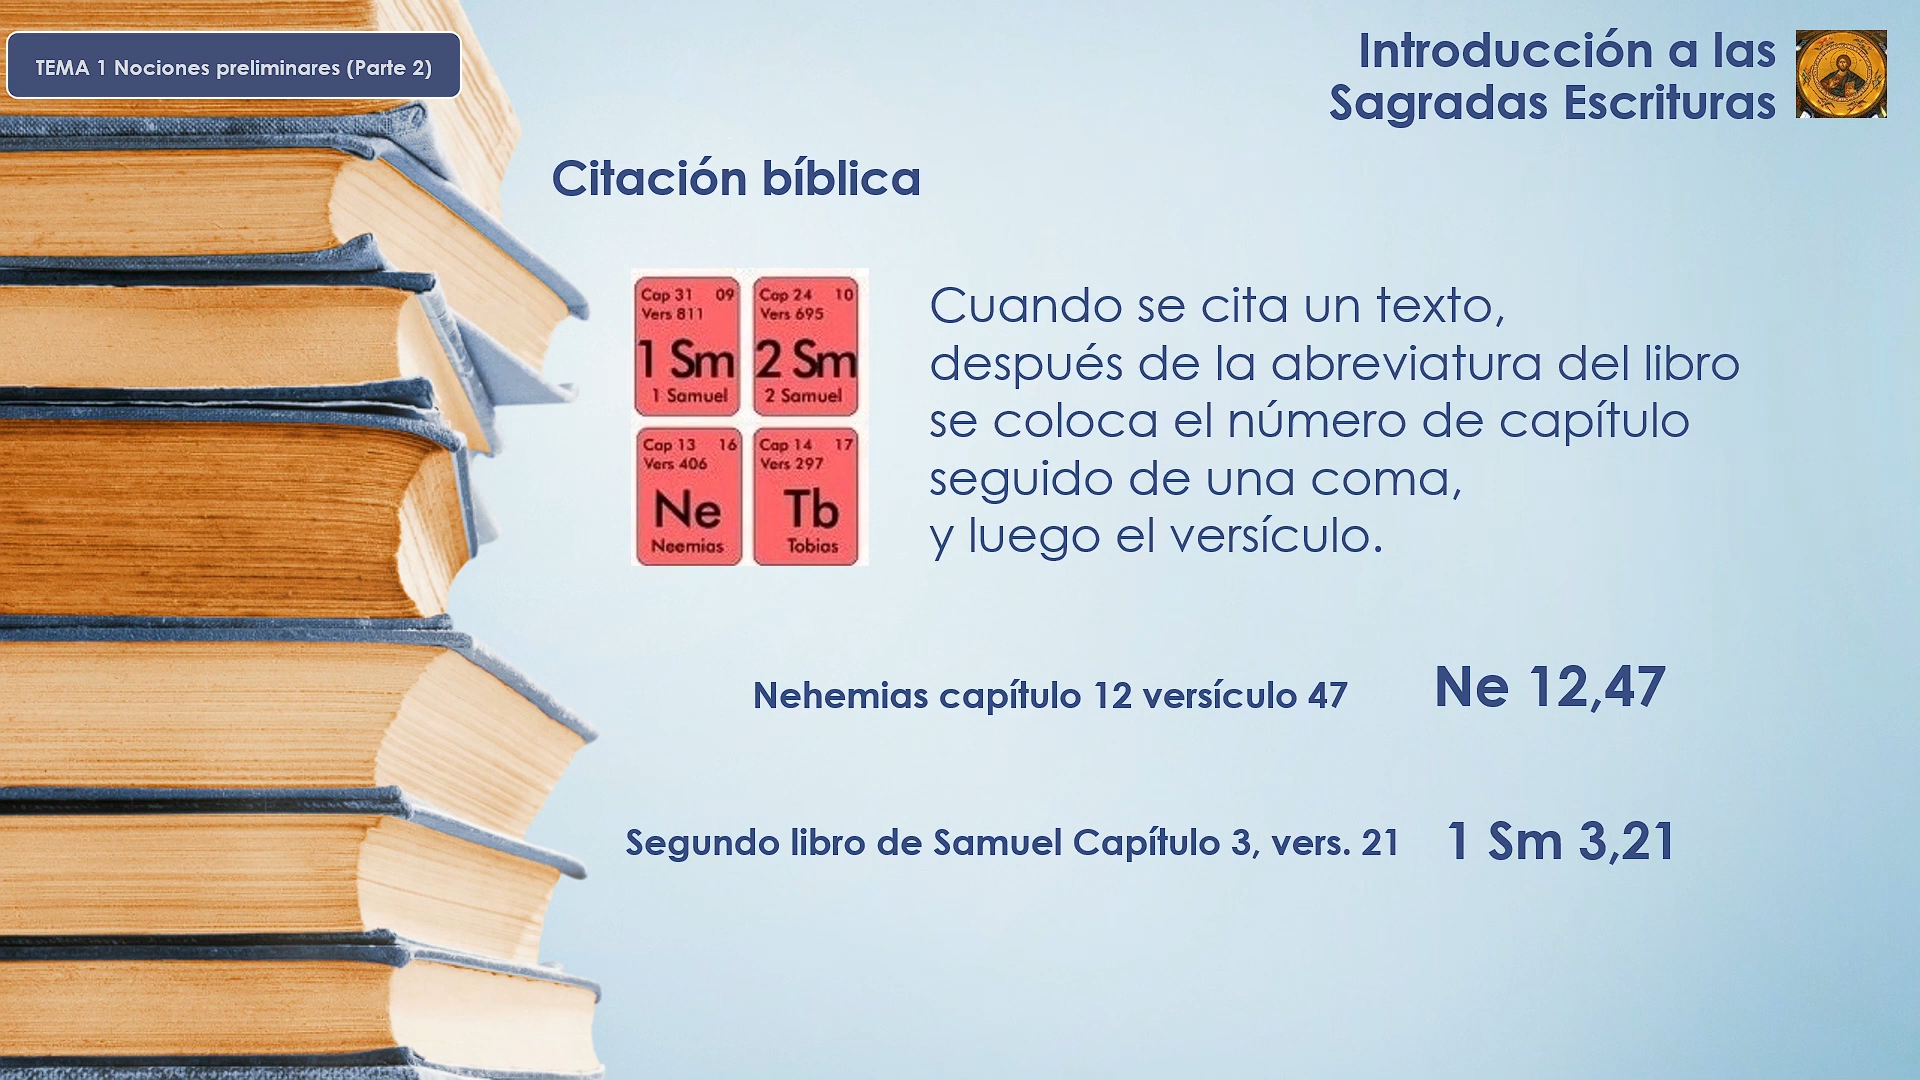 TEMA 1 Nociones preliminares (Parte 2)
Introducción a las
Sagradas Escrituras
Citación bíblica
Cap 31 09
Vers 811
1 Sm
1 Samuel
Cap 24 10
Vers 695
2 Sm
2 Samuel
Cap 13 16
Vers 406
Ne
Neemias
Cap 14 17
Vers 297
Tb
Tobias
Cuando se cita un texto,
después de la abreviatura del libro
se coloca el número de capítulo
seguido de una coma,
y luego el versículo.
Nehemias capítulo 12 versículo 47
Ne 12,47
Segundo libro de Samuel Capítulo 3, vers. 21
1 Sm 3,21